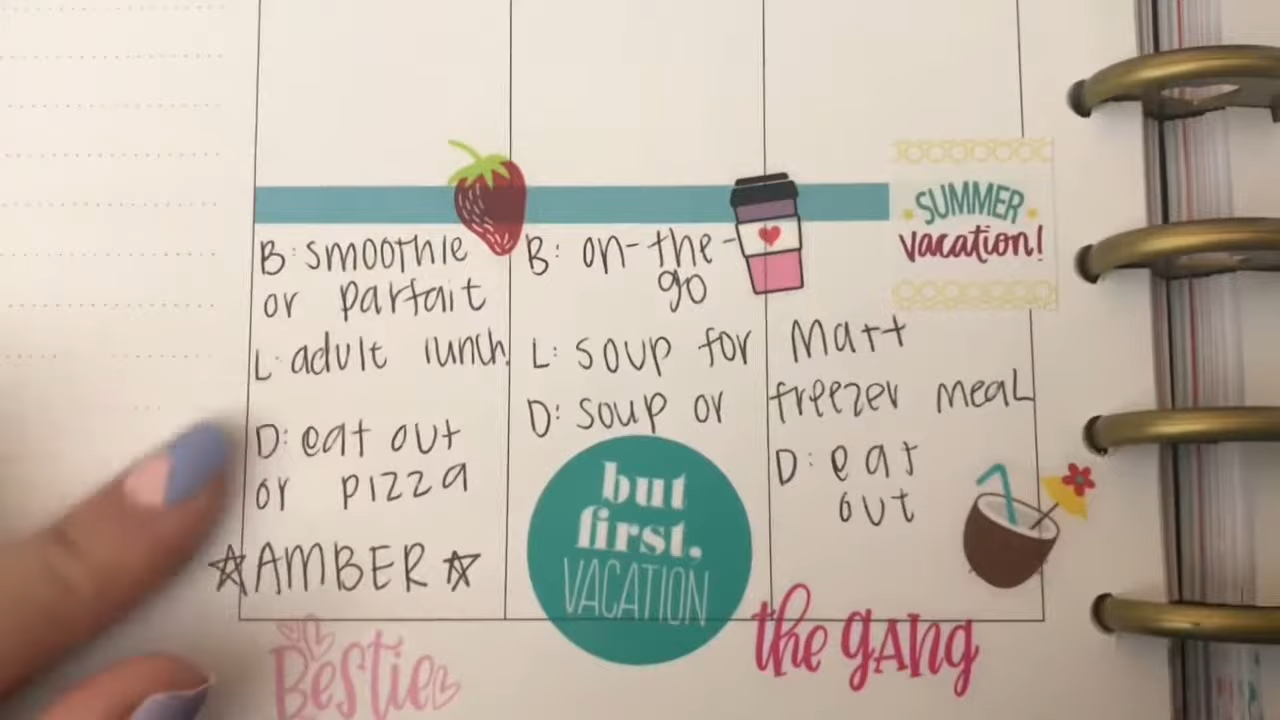 B: smoothie
or parfait
L: adult lunch
D: eat out
or pizza
☆AMBER☆
Bestie
B: on-the-
go
L: soup for Matt
D: soup or freezer meal
but
first,
VACATION
SUMMER
vacation!
D: eat
out
the gang